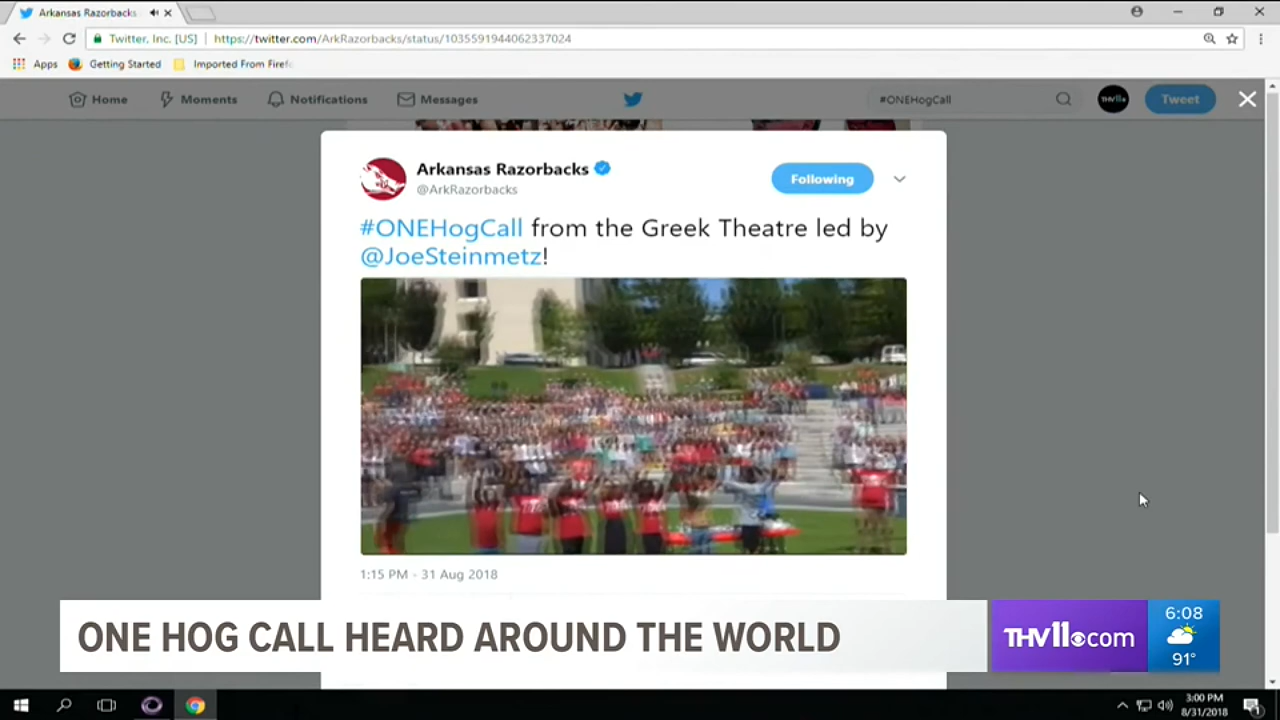 Arkansas Razorbacks
Twitter, Inc. [US] | https://twitter.com/ArkRazorbacks/status/1035591944062337024
Apps Getting Started Imported From Firef
Home Moments Notifications Messages #ONEHogCall THV11 Tweet
Arkansas Razorbacks
@ArkRazorbacks
Following
#ONEHogCall from the Greek Theatre led by
@JoeSteinmetz!
1:15 PM - 31 Aug 2018
ONE HOG CALL HEARD AROUND THE WORLD
THV11.com
6:08
91°
3:00 PM
8/31/2018
1